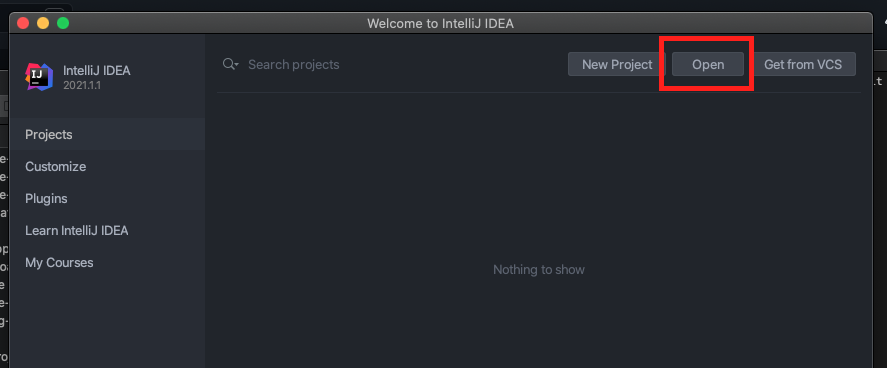 Welcome to IntelliJ IDEA
IJ
IntelliJ IDEA
2021.1.1
Search projects
New Project
Open
Get from VCS
Projects
Customize
Plugins
Learn IntelliJ IDEA
My Courses
Nothing to show